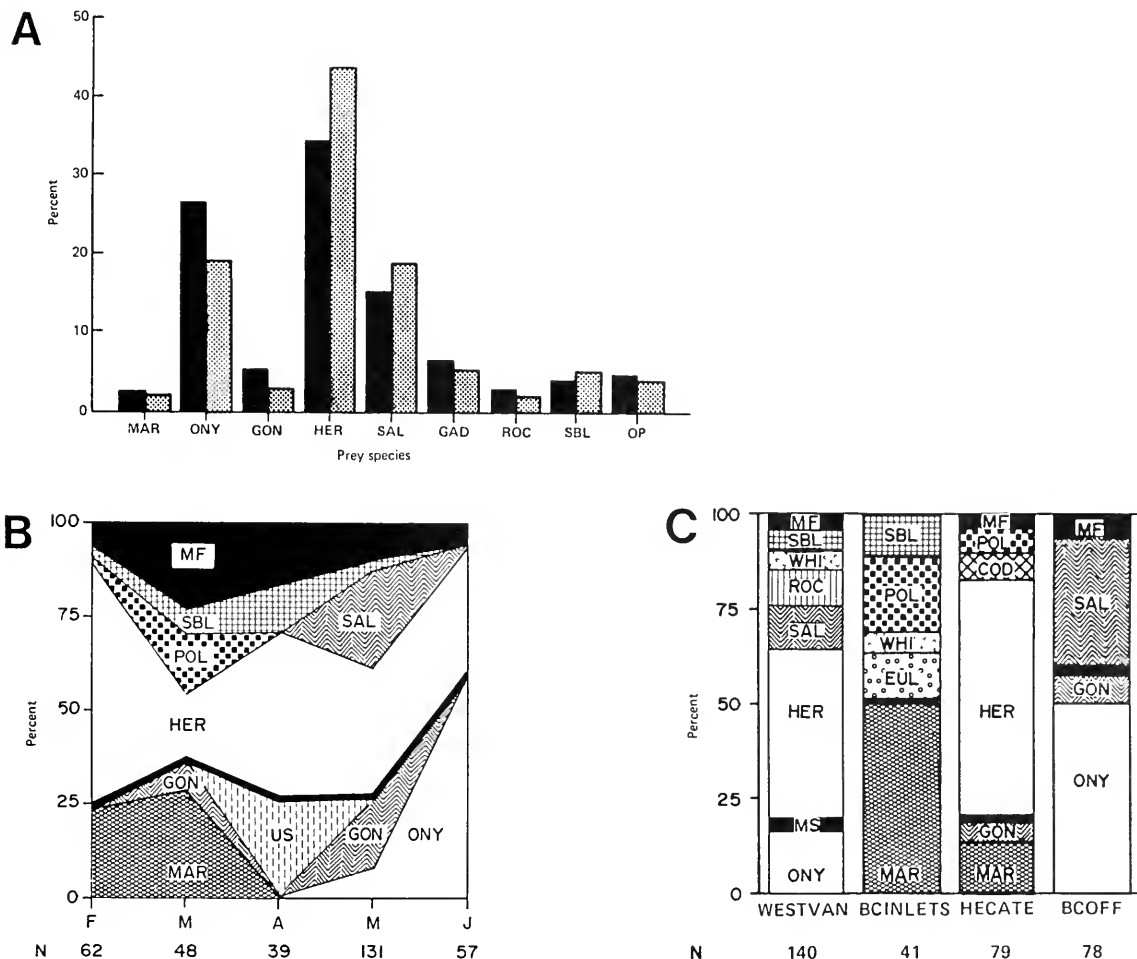 A
50
40
30
20
10
0
Percent
MAR ONY GON HER SAL GAD ROC SBL OP
Prey species
B
100
75
50
25
0
Percent
MF
SBL
SAL
POL
HER
GON
US
GON
ONY
MAR
F M A M J
N 62 48 39 131 57
C
100
75
50
25
0
Percent
MF
SBL
WHI
ROC
SAL
HER
MS
ONY
SBL
POL
WHI
EUL
MAR
MF
POL
COD
HER
GON
MAR
MF
SAL
GON
ONY
WESTVAN BCINLETS HECATE BCOFF
N 140 41 79 78